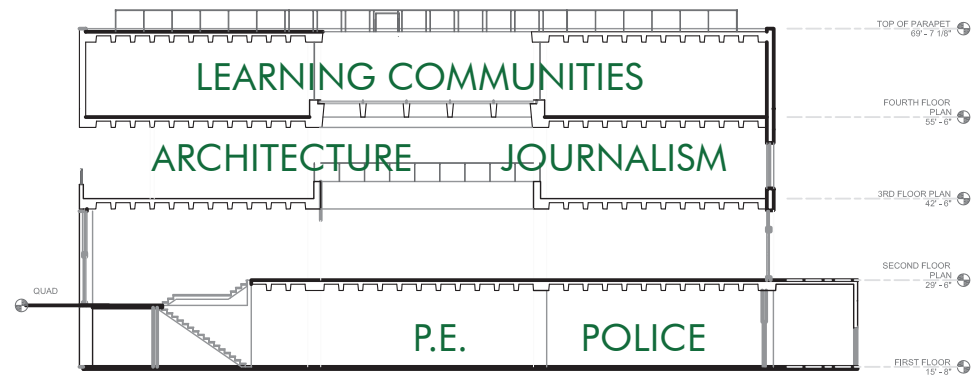 TOP OF PARAPET
69' - 7 1/8"
LEARNING COMMUNITIES
FOURTH FLOOR
PLAN
55' - 6"
ARCHITECTURE JOURNALISM
3RD FLOOR PLAN
42' - 6"
SECOND FLOOR
PLAN
29' - 6"
QUAD
P.E. POLICE
FIRST FLOOR
15' - 8"